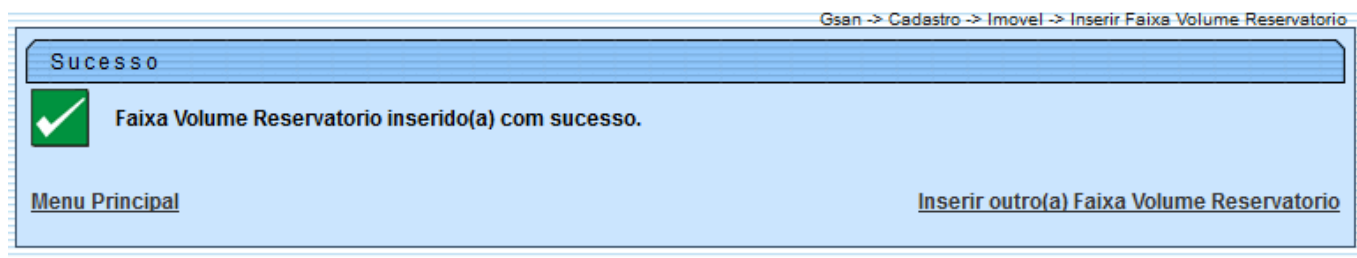 Gsan -> Cadastro -> Imovel -> Inserir Faixa Volume Reservatorio
Sucesso
Faixa Volume Reservatorio inserido(a) com sucesso.
Menu Principal
Inserir outro(a) Faixa Volume Reservatorio